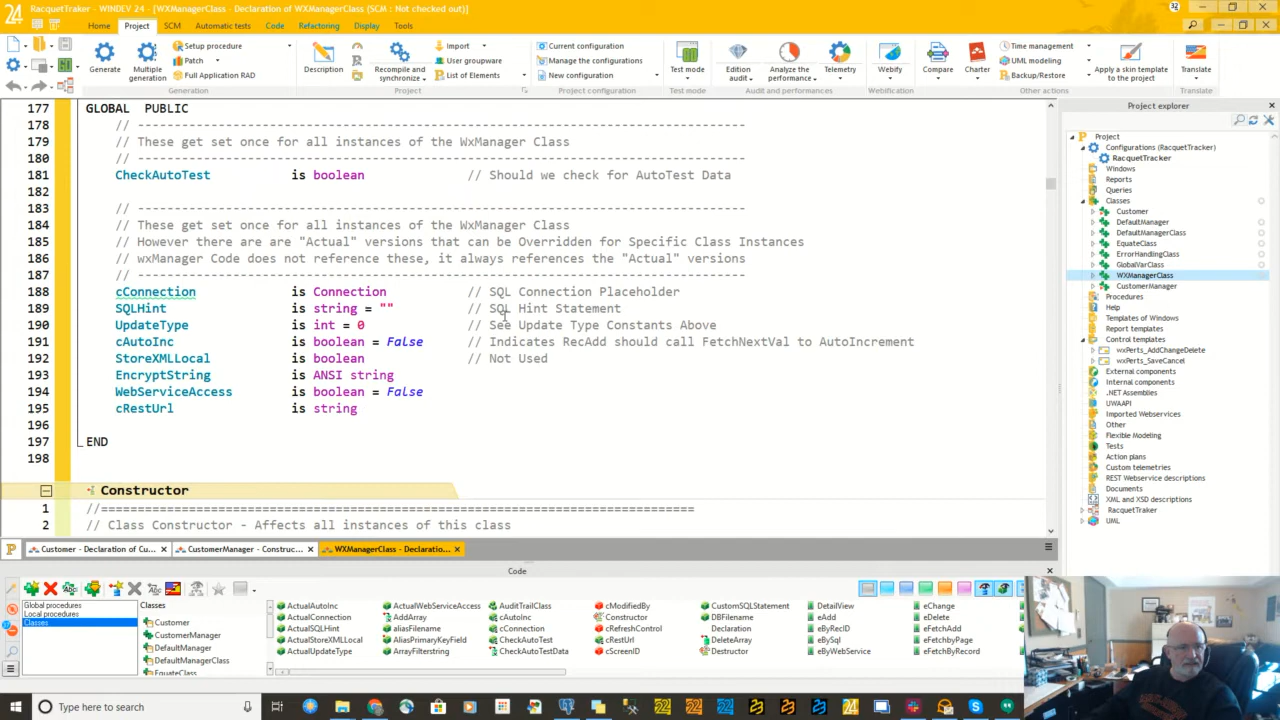 24 RacquetTraker - WINDEV 24 - [WXManagerClass - Declaration of WXManagerClass (SCM : Not checked out)]
32
Home Project SCM Automatic tests Code Refactoring Display Tools
Generate
Multiple generation
Setup procedure
Patch
Full Application RAD
Generation
Description
Recompile and synchronize
Import
User groupware
List of Elements
Project
Current configuration
Manage the configurations
New configuration
Project configuration
Test mode
Test mode
Edition audit
Analyze the performance
Telemetry
Audit and performances
Webify
Webification
Compare
Charter
Time management
UML modeling
Backup/Restore
Other actions
Apply a skin template to the project
Translate
Translate
177 GLOBAL PUBLIC
178 // -----------------------------------------------------------------------------------
179 // These get set once for all instances of the WxManager Class
180 // -----------------------------------------------------------------------------------
181 CheckAutoTest is boolean // Should we check for AutoTest Data
182
183 // -----------------------------------------------------------------------------------
184 // These get set once for all instances of the WxManager Class
185 // However there are are "Actual" versions that can be Overridden for Specific Class Instances
186 // wxManager Code does not reference these, it always references the "Actual" versions
187 // -----------------------------------------------------------------------------------
188 cConnection is Connection // SQL Connection Placeholder
189 SQLHint is string = "" // SQL Hint Statement
190 UpdateType is int = 0 // See Update Type Constants Above
191 cAutoInc is boolean = False // Indicates RecAdd should call FetchNextVal to AutoIncrement
192 StoreXMLLocal is boolean // Not Used
193 EncryptString is ANSI string
194 WebServiceAccess is boolean = False
195 cRestUrl is string
196
197 END
198
Constructor
1 //==============================================================================
2 // Class Constructor - Affects all instances of this class
Project explorer
Project
Configurations (RacquetTraker)
RacquetTraker
Windows
Reports
Queries
Classes
Customer
DefaultManager
DefaultManagerClass
EquateClass
ErrorHandlingClass
GlobalVarClass
WXManagerClass
CustomerManager
Procedures
Help
Templates of Windows
Report templates
Control templates
wxPerts_AddChangeDelete
wxPerts_SaveCancel
External components
Internal components
.NET Assemblies
UWAAPI
Imported Webservices
Other
Flexible Modeling
Tests
Action plans
Custom telemetries
REST Webservice descriptions
Documents
XML and XSD descriptions
RacquetTraker
UML
Customer - Declaration of Cu... CustomerManager - Construc... WXManagerClass - Declaratio...
Code
Global procedures
Local procedures
Classes
Classes
Customer
CustomerManager
DefaultManager
DefaultManagerClass
EquateClass
ActualAutoInc ActualWebServiceAccess AuditTrailClass cModifiedBy CustomSQLStatement DetailView eChange
ActualConnection AddArray cAutoInc Constructor DBFilename eAdd eDelete
ActualSQLHint aliasFilename cConnection cRefreshControl Declaration eByRecID eFetchAdd
ActualStoreXMLLocal AliasPrimaryKeyField CheckAutoTest cRestUrl DeleteArray eBySql eFetchbyPage
ActualUpdateType ArrayFilterstring CheckAutoTestData cScreenID Destructor eByWebService eFetchByRecord
Type here to search